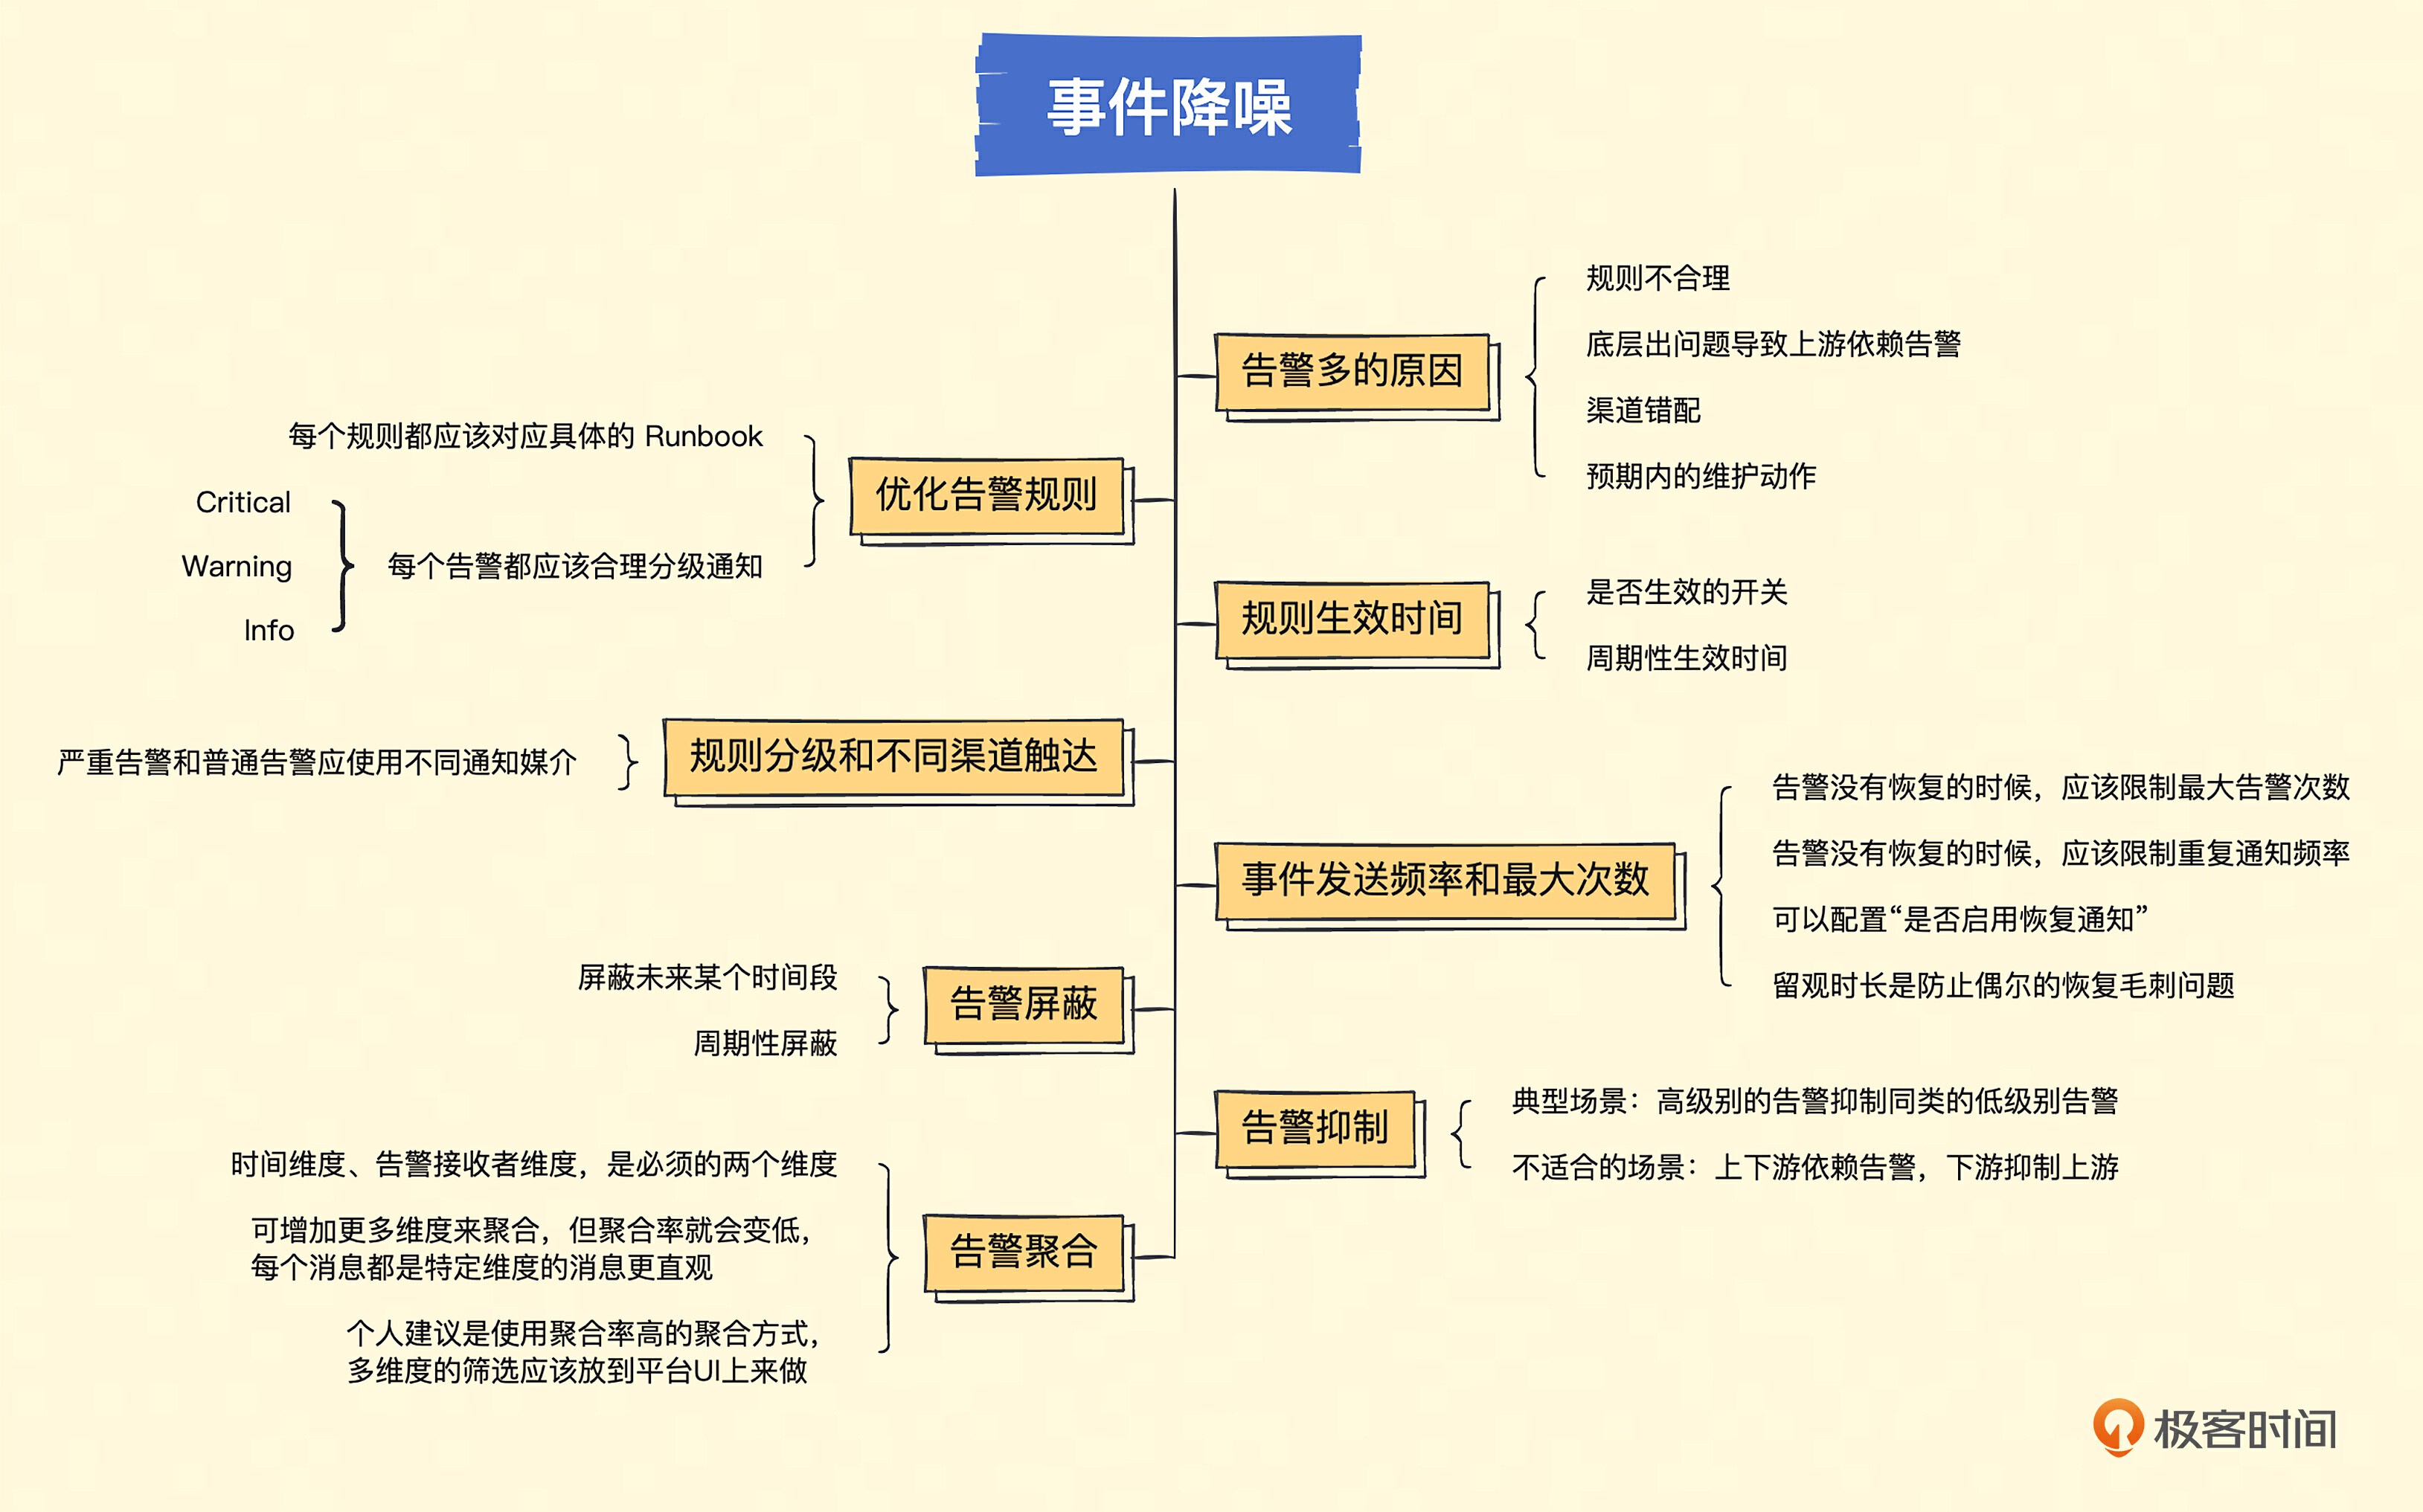 事件降噪
告警多的原因
规则不合理
底层出问题导致上游依赖告警
渠道错配
预期内的维护动作
优化告警规则
每个规则都应该对应具体的 Runbook
每个告警都应该合理分级通知
Critical
Warning
Info
规则生效时间
是否生效的开关
周期性生效时间
规则分级和不同渠道触达
严重告警和普通告警应使用不同通知媒介
事件发送频率和最大次数
告警没有恢复的时候，应该限制最大告警次数
告警没有恢复的时候，应该限制重复通知频率
可以配置“是否启用恢复通知”
留观时长是防止偶尔的恢复毛刺问题
告警屏蔽
屏蔽未来某个时间段
周期性屏蔽
告警抑制
典型场景：高级别的告警抑制同类的低级别告警
不适合的场景：上下游依赖告警，下游抑制上游
告警聚合
时间维度、告警接收者维度，是必须的两个维度
可增加更多维度来聚合，但聚合率就会变低，
每个消息都是特定维度的消息更直观
个人建议是使用聚合率高的聚合方式，
多维度的筛选应该放到平台UI上来做
极客时间